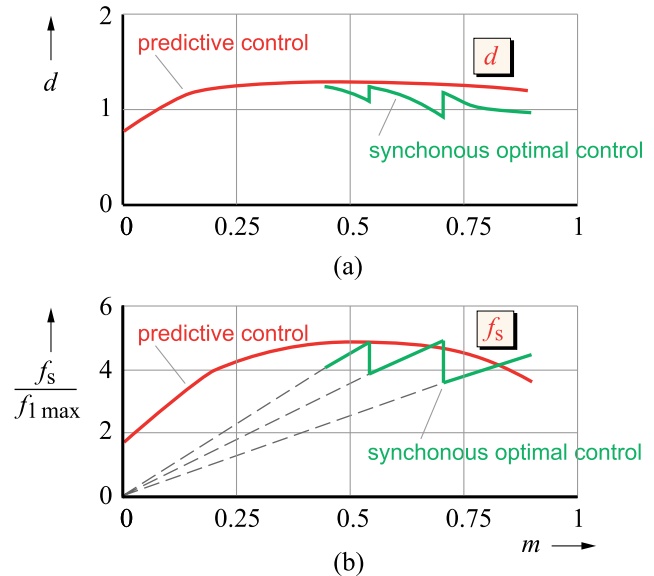 2
predictive control
d
d
1
synchonous optimal control
0
0 0.25 0.5 0.75 1
(a)
6
predictive control
fs
fs
f1 max
4
2
synchonous optimal control
0
0 0.25 0.5 0.75 1
m
(b)